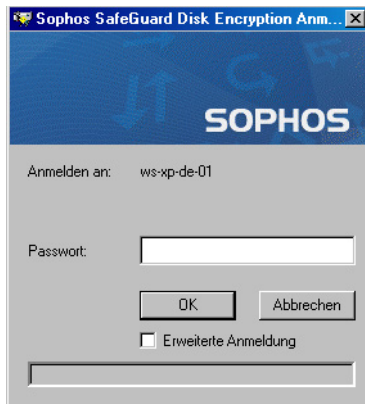 Sophos SafeGuard Disk Encryption Anm...
SOPHOS
Anmelden an: ws-xp-de-01
Passwort:
OK Abbrechen
Erweiterte Anmeldung